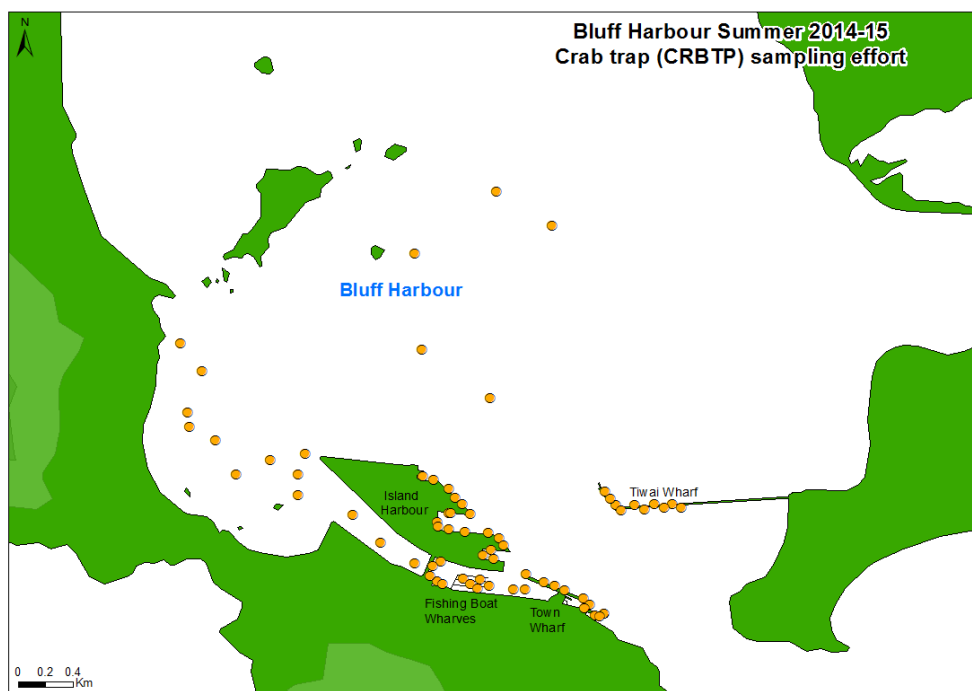 N
Bluff Harbour Summer 2014-15
Crab trap (CRBTP) sampling effort
Bluff Harbour
Tiwai Wharf
Island
Harbour
Fishing Boat
Wharves
Town
Wharf
0 0.2 0.4
Km